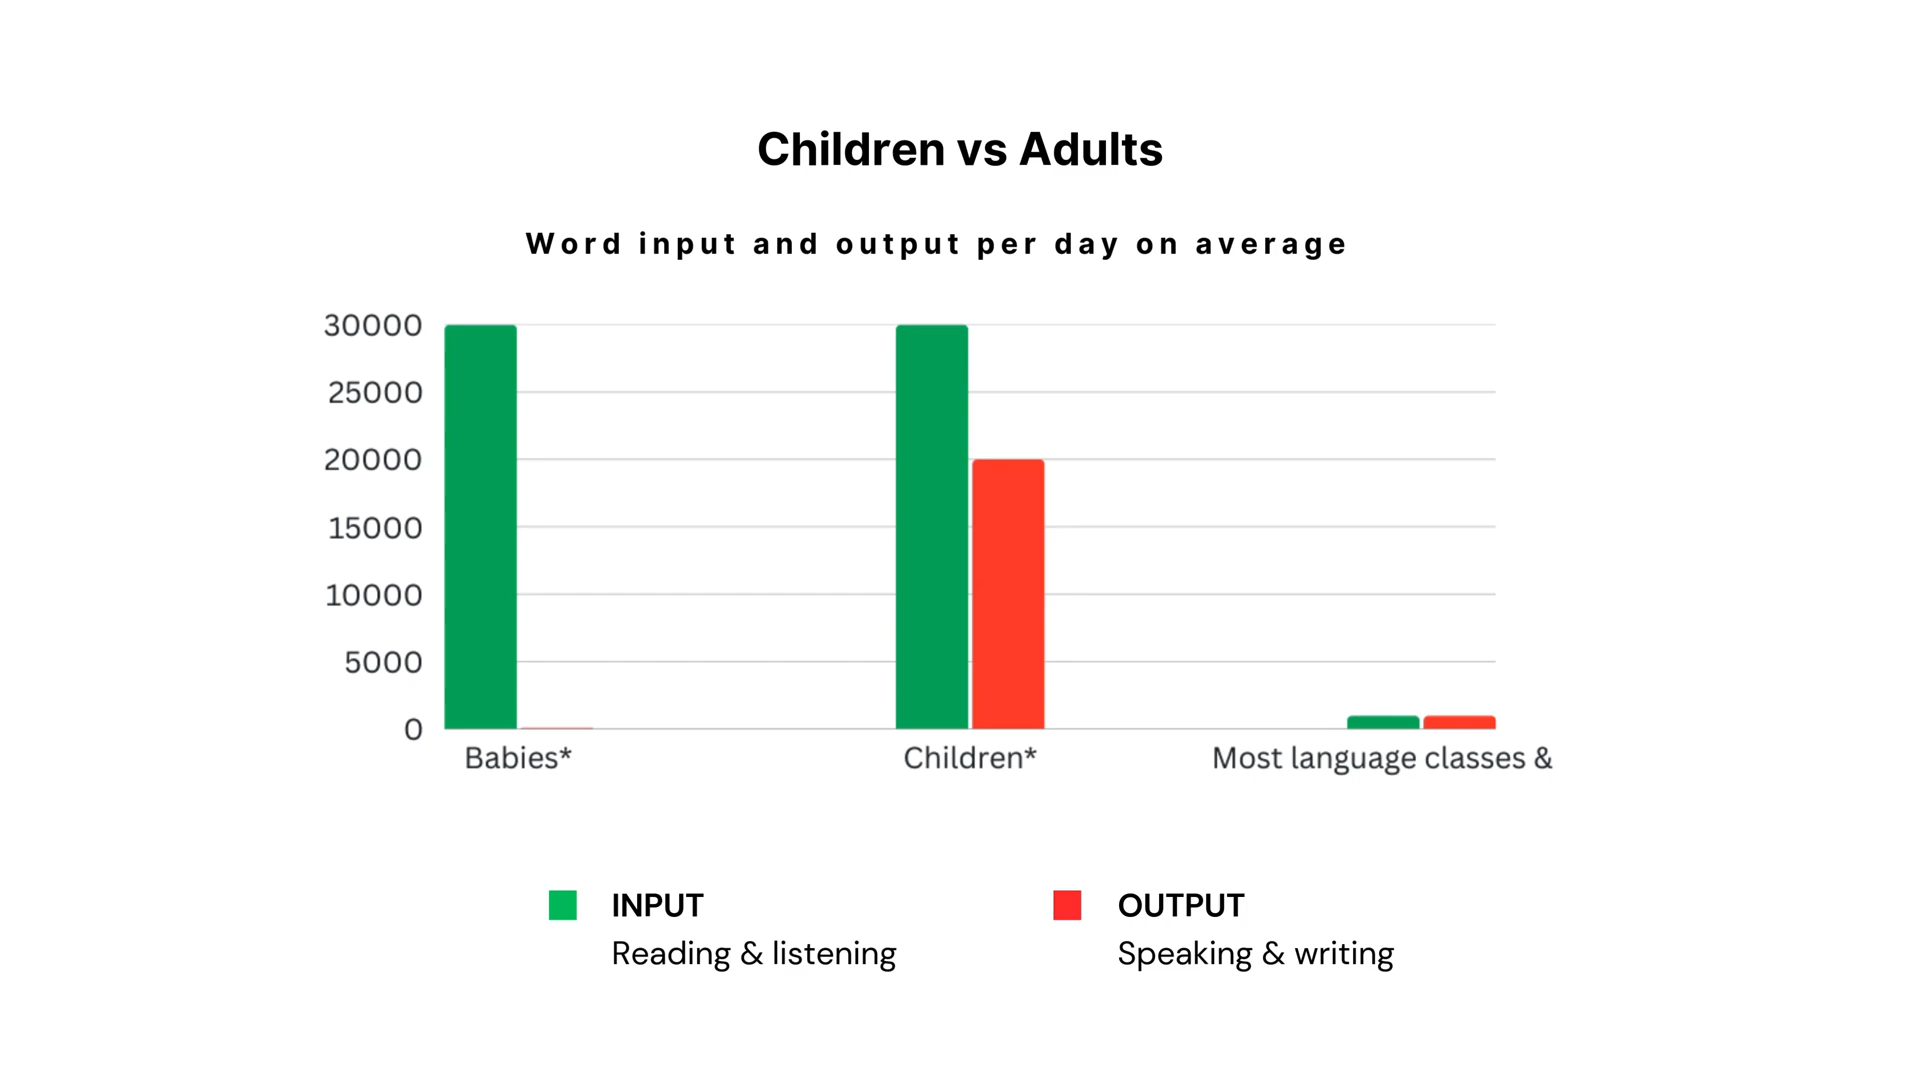 Children vs Adults
Word input and output per day on average
30000
25000
20000
15000
10000
5000
0
Babies*
Children*
Most language classes &
INPUT
Reading & listening
OUTPUT
Speaking & writing